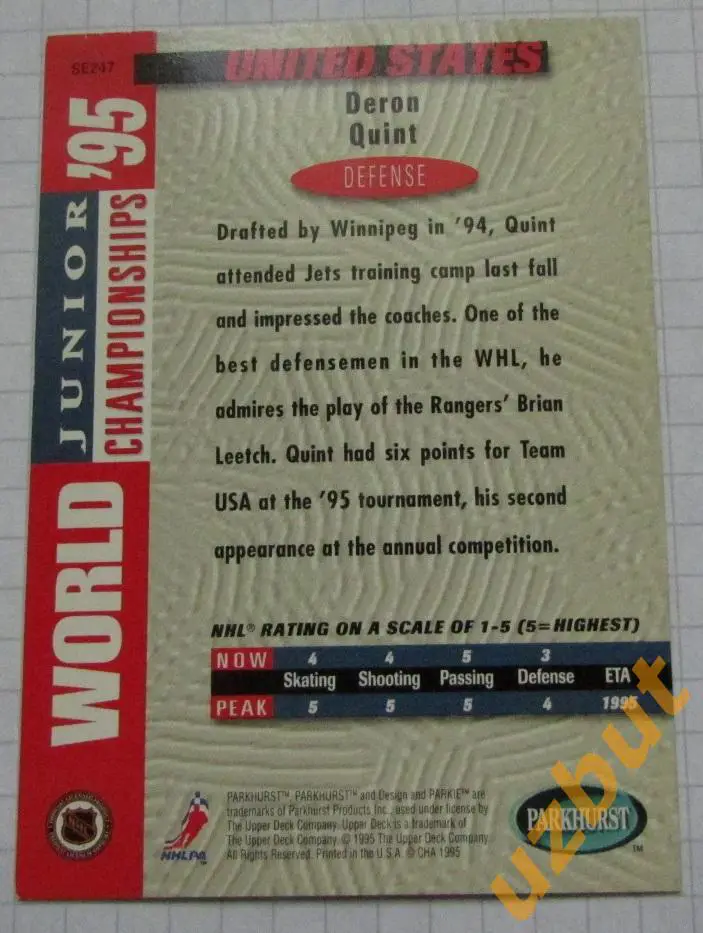 SE247
UNITED STATES
Deron
Quint
DEFENSE
WORLD JUNIOR CHAMPIONSHIPS '95
Drafted by Winnipeg in '94, Quint
attended Jets training camp last fall
and impressed the coaches. One of the
best defensemen in the WHL, he
admires the play of the Rangers' Brian
Leetch. Quint had six points for Team
USA at the '95 tournament, his second
appearance at the annual competition.
NHL® RATING ON A SCALE OF 1-5 (5=HIGHEST)
NOW 4 4 5 3
Skating Shooting Passing Defense ETA
PEAK 5 5 5 4 1995
PARKHURST™, PARKHURST™ and Design and PARKIE™ are
trademarks of Parkhurst Products Inc., used under license by
The Upper Deck Company. Upper Deck is a trademark of
The Upper Deck Company. © 1995 The Upper Deck Company.
All Rights Reserved. Printed in the U.S.A. © CHA 1995
NHLPA™
PARKHURST™
uzbut